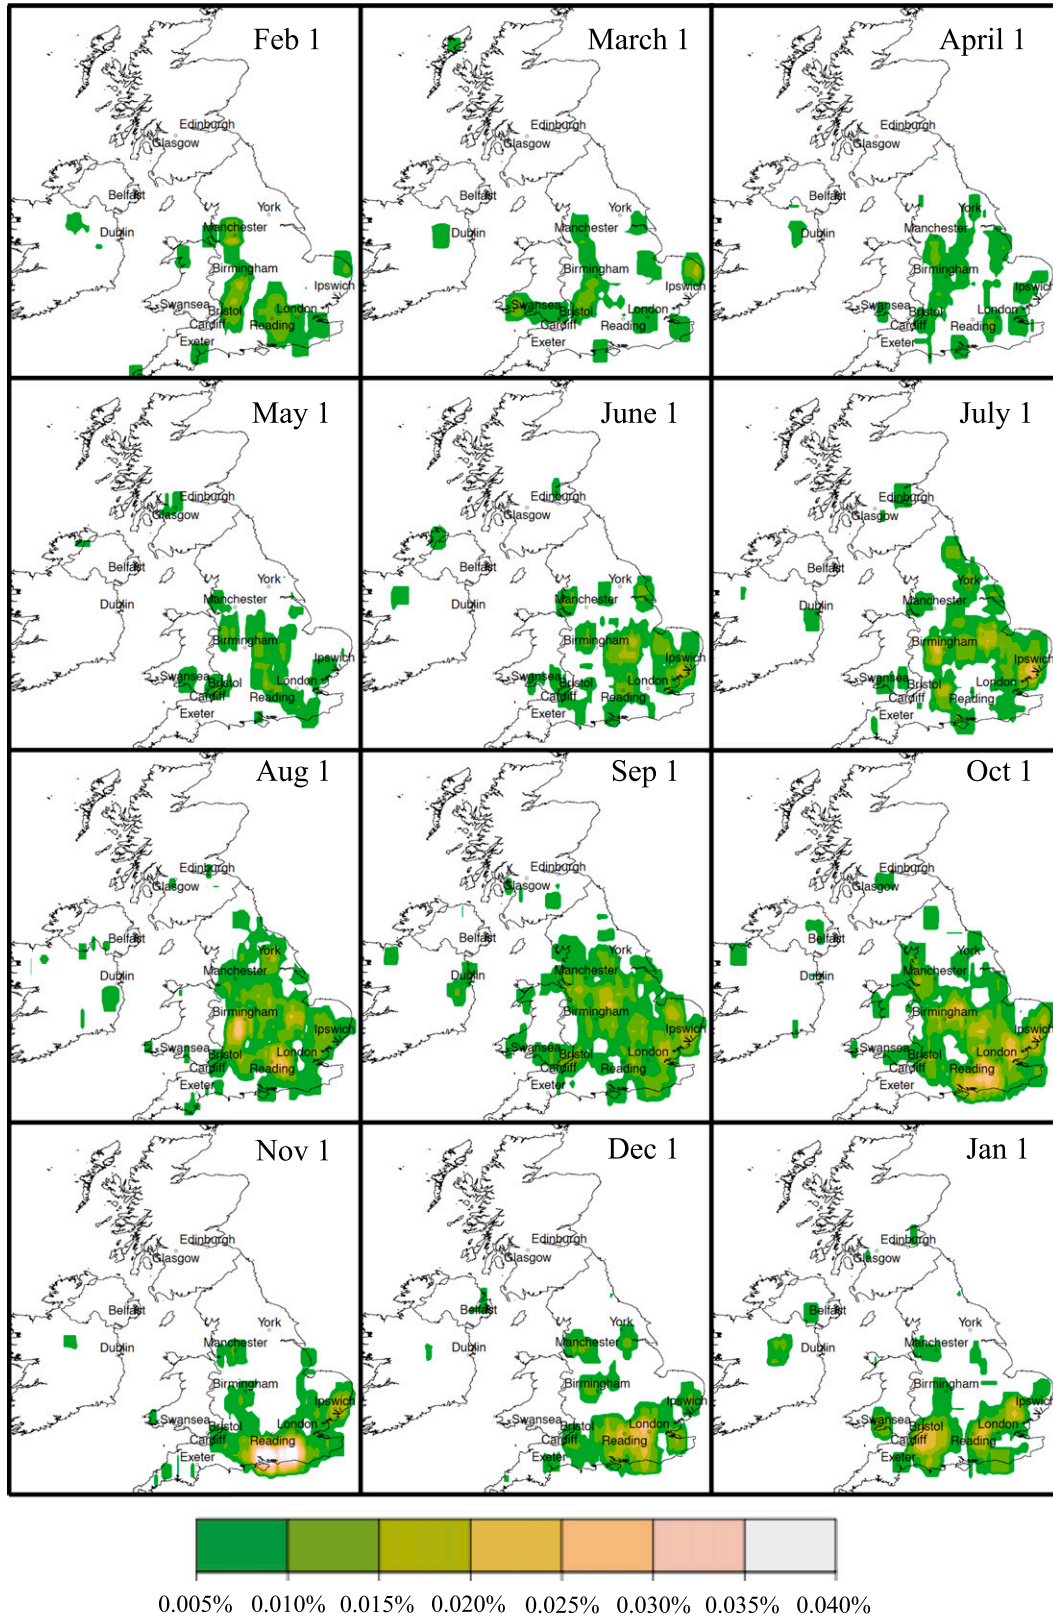 Feb 1
Edinburgh
Glasgow
Belfast
York
Manchester
Dublin
Birmingham
Ipswich
Swansea
Bristol
London
Cardiff
Reading
Exeter
March 1
Edinburgh
Glasgow
Belfast
York
Manchester
Dublin
Birmingham
Ipswich
Swansea
Bristol
London
Cardiff
Reading
Exeter
April 1
Edinburgh
Glasgow
Belfast
York
Manchester
Dublin
Birmingham
Ipswich
Swansea
Bristol
London
Cardiff
Reading
Exeter
May 1
Edinburgh
Glasgow
Belfast
York
Manchester
Dublin
Birmingham
Ipswich
Swansea
Bristol
London
Cardiff
Reading
Exeter
June 1
Edinburgh
Glasgow
Belfast
York
Manchester
Dublin
Birmingham
Ipswich
Swansea
Bristol
London
Cardiff
Reading
Exeter
July 1
Edinburgh
Glasgow
Belfast
York
Manchester
Dublin
Birmingham
Ipswich
Swansea
Bristol
London
Cardiff
Reading
Exeter
Aug 1
Edinburgh
Glasgow
Belfast
York
Manchester
Dublin
Birmingham
Ipswich
Swansea
Bristol
London
Cardiff
Reading
Exeter
Sep 1
Edinburgh
Glasgow
Belfast
York
Manchester
Dublin
Birmingham
Ipswich
Swansea
Bristol
London
Cardiff
Reading
Exeter
Oct 1
Edinburgh
Glasgow
Belfast
York
Manchester
Dublin
Birmingham
Ipswich
Swansea
Bristol
London
Cardiff
Reading
Exeter
Nov 1
Edinburgh
Glasgow
Belfast
York
Manchester
Dublin
Birmingham
Ipswich
Swansea
Bristol
London
Cardiff
Reading
Exeter
Dec 1
Edinburgh
Glasgow
Belfast
York
Manchester
Dublin
Birmingham
Ipswich
Swansea
Bristol
London
Cardiff
Reading
Exeter
Jan 1
Edinburgh
Glasgow
Belfast
York
Manchester
Dublin
Birmingham
Ipswich
Swansea
Bristol
London
Cardiff
Reading
Exeter
0.005% 0.010% 0.015% 0.020% 0.025% 0.030% 0.035% 0.040%